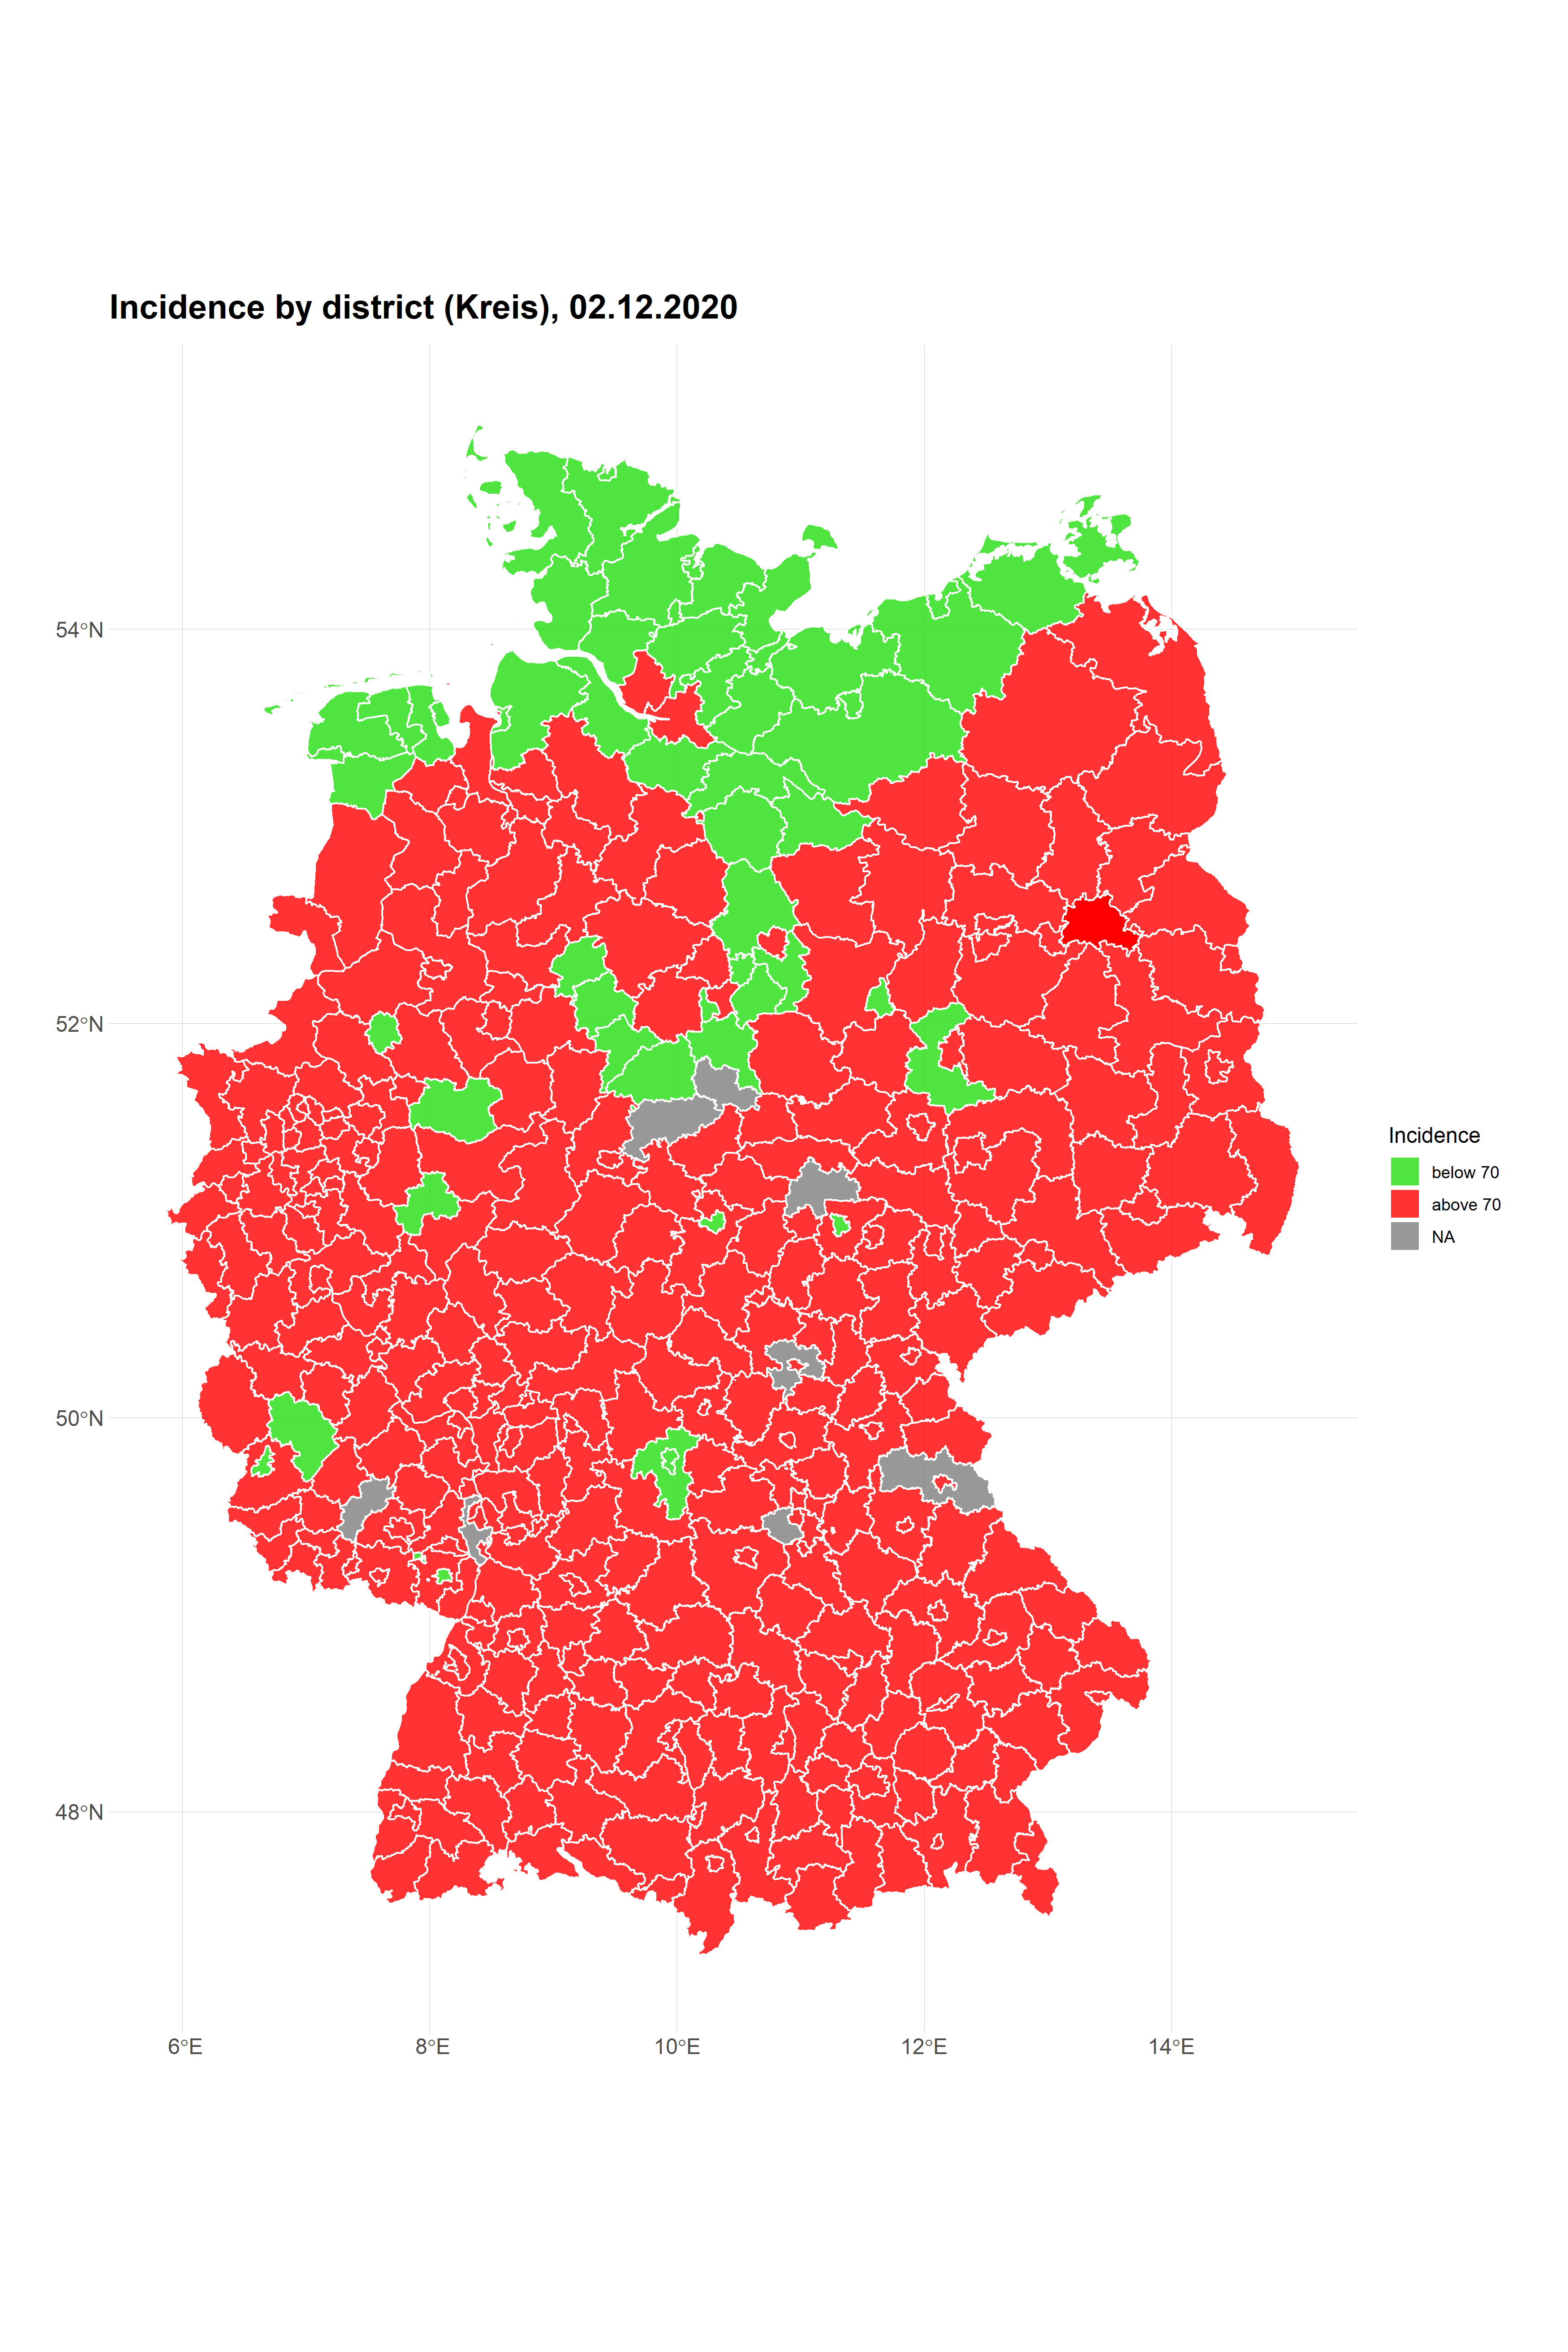 Incidence by district (Kreis), 02.12.2020
54°N
52°N
50°N
48°N
6°E
8°E
10°E
12°E
14°E
Incidence
below 70
above 70
NA